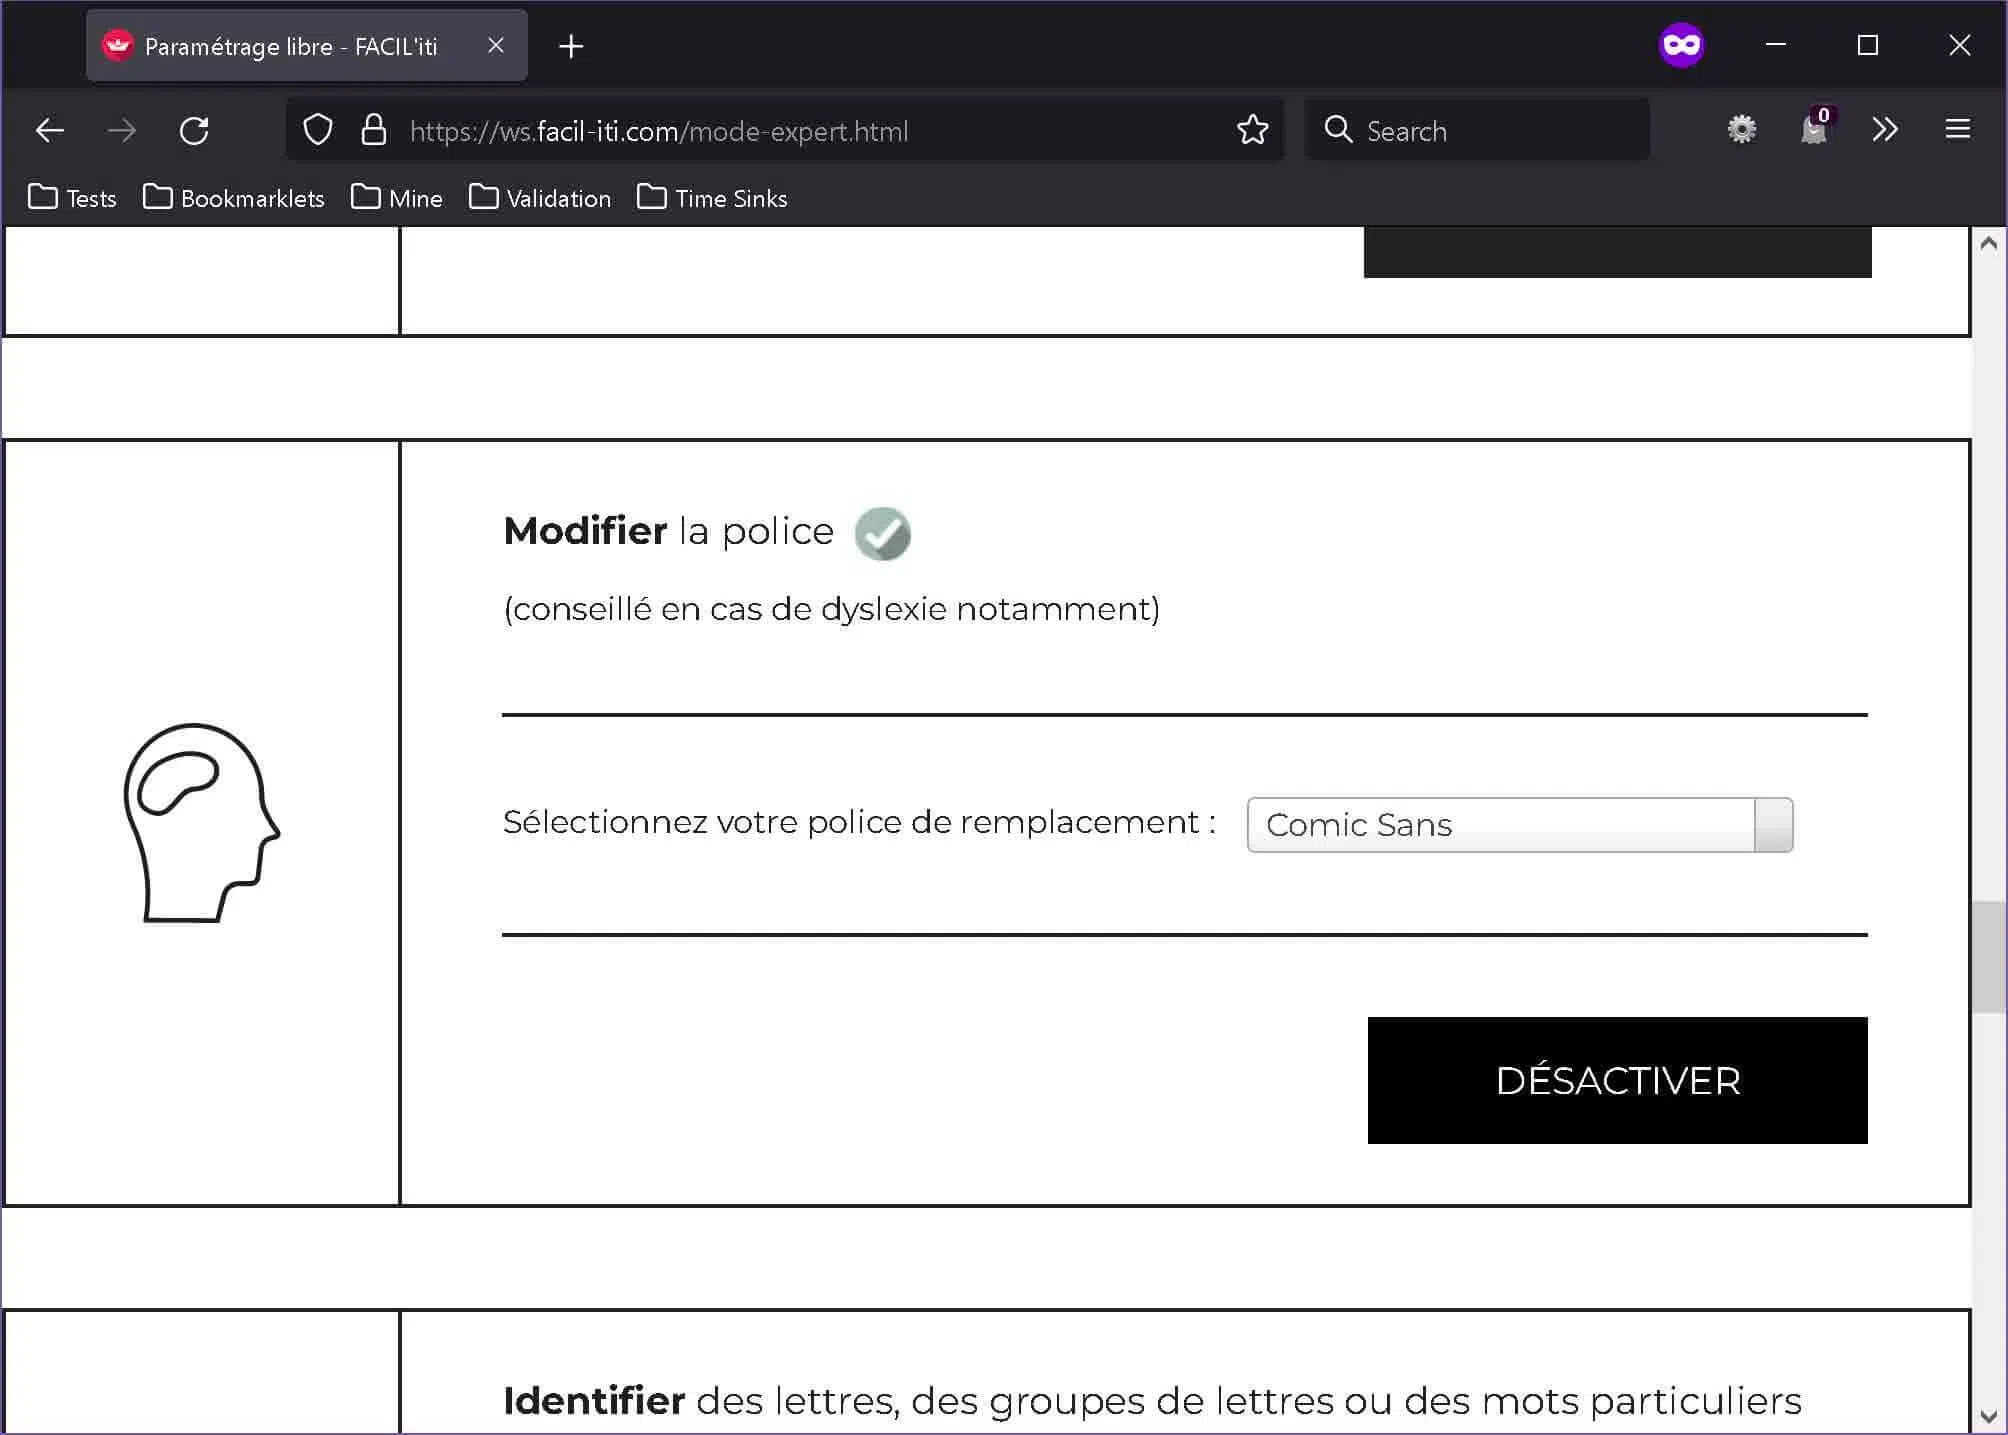 Paramétrage libre - FACIL'iti
https://ws.facil-iti.com/mode-expert.html
Search
0
Tests
Bookmarklets
Mine
Validation
Time Sinks
Modifier la police
(conseillé en cas de dyslexie notamment)
Sélectionnez votre police de remplacement :
Comic Sans
DÉSACTIVER
Identifier des lettres, des groupes de lettres ou des mots particuliers